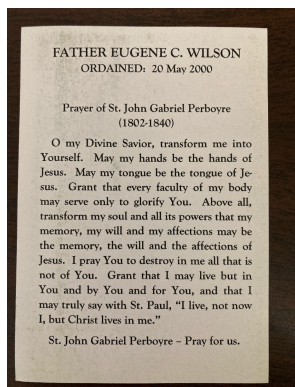 FATHER EUGENE C. WILSON
ORDAINED: 20 May 2000
Prayer of St. John Gabriel Perboyre
(1802-1840)
O my Divine Savior, transform me into
Yourself. May my hands be the hands of
Jesus. May my tongue be the tongue of Je-
sus. Grant that every faculty of my body
may serve only to glorify You. Above all,
transform my soul and all its powers that my
memory, my will and my affections may be
the memory, the will and the affections of
Jesus. I pray You to destroy in me all that is
not of You. Grant that I may live but in
You and by You and for You, and that I
may truly say with St. Paul, “I live, not now
I, but Christ lives in me.”
St. John Gabriel Perboyre – Pray for us.